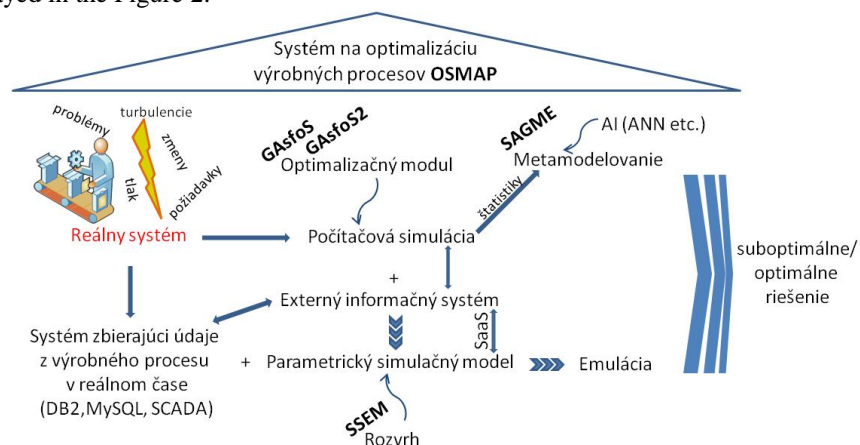 yed in the Figure 2.
Systém na optimalizáciu
výrobných procesov OSMAP
problémy
turbulencie
zmeny
tlak
požiadavky
Reálny systém
GAsfoS
GAsfoS2
Optimalizačný modul
SAGME
AI (ANN etc.)
Metamodelovanie
štatistiky
Počítačová simulácia
+
Externý informačný systém
SaaS
suboptimálne/
optimálne
riešenie
Systém zbierajúci údaje
z výrobného procesu
v reálnom čase
(DB2,MySQL, SCADA)
+
Parametrický simulačný model
Emulácia
SSEM
Rozvrh